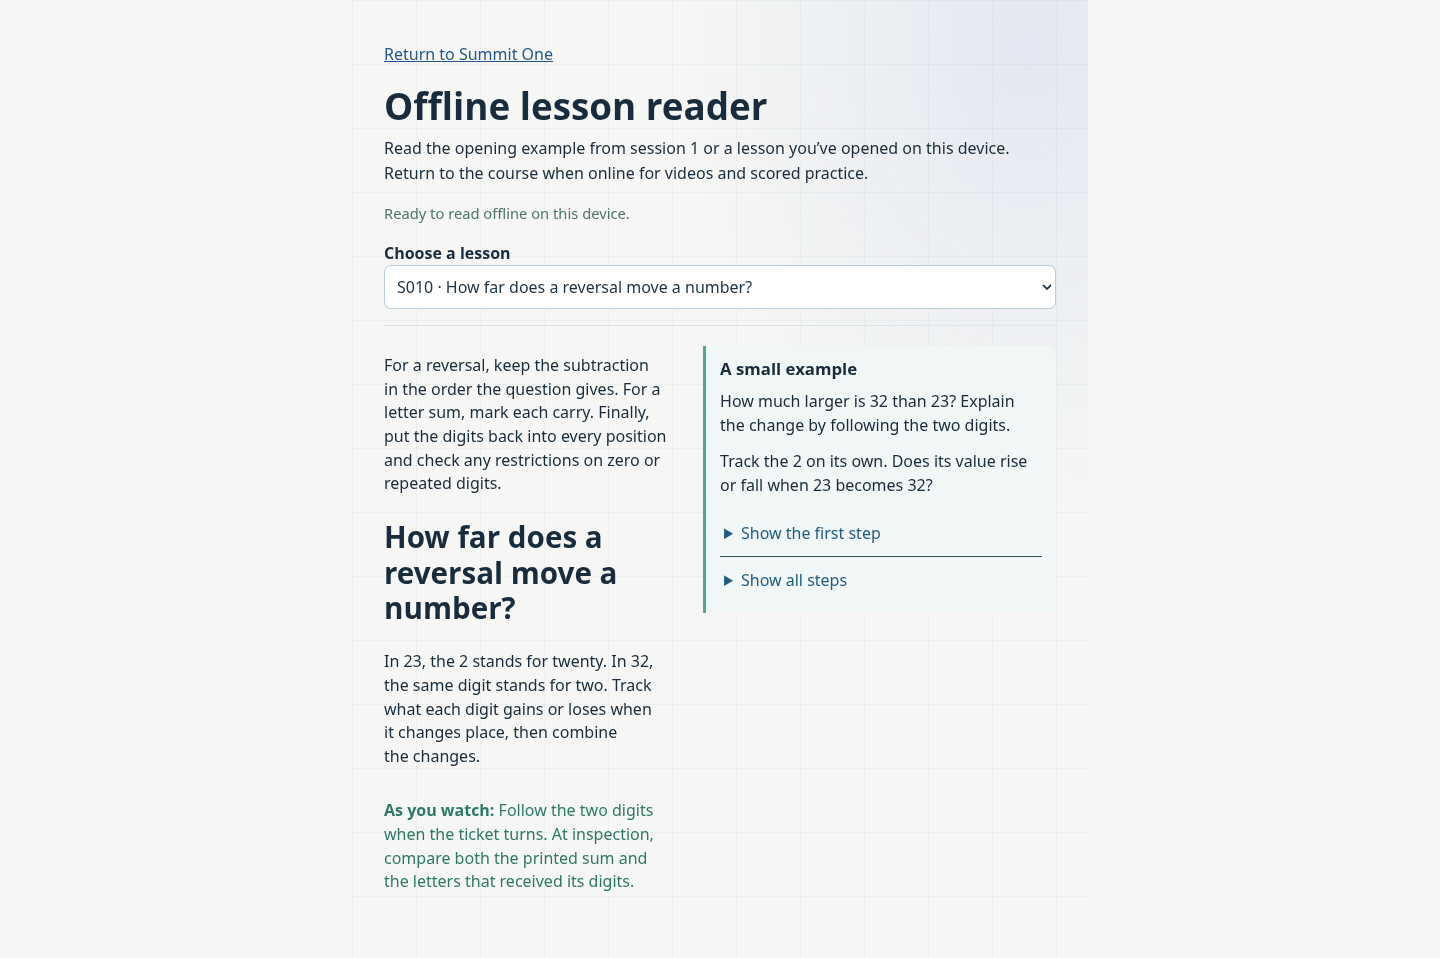 Return to Summit One
Offline lesson reader
Read the opening example from session 1 or a lesson you’ve opened on this device.
Return to the course when online for videos and scored practice.
Ready to read offline on this device.
Choose a lesson
S010 · How far does a reversal move a number?
For a reversal, keep the subtraction
in the order the question gives. For a
letter sum, mark each carry. Finally,
put the digits back into every position
and check any restrictions on zero or
repeated digits.
How far does a
reversal move a
number?
In 23, the 2 stands for twenty. In 32,
the same digit stands for two. Track
what each digit gains or loses when
it changes place, then combine
the changes.
As you watch: Follow the two digits
when the ticket turns. At inspection,
compare both the printed sum and
the letters that received its digits.
A small example
How much larger is 32 than 23? Explain
the change by following the two digits.
Track the 2 on its own. Does its value rise
or fall when 23 becomes 32?
Show the first step
Show all steps